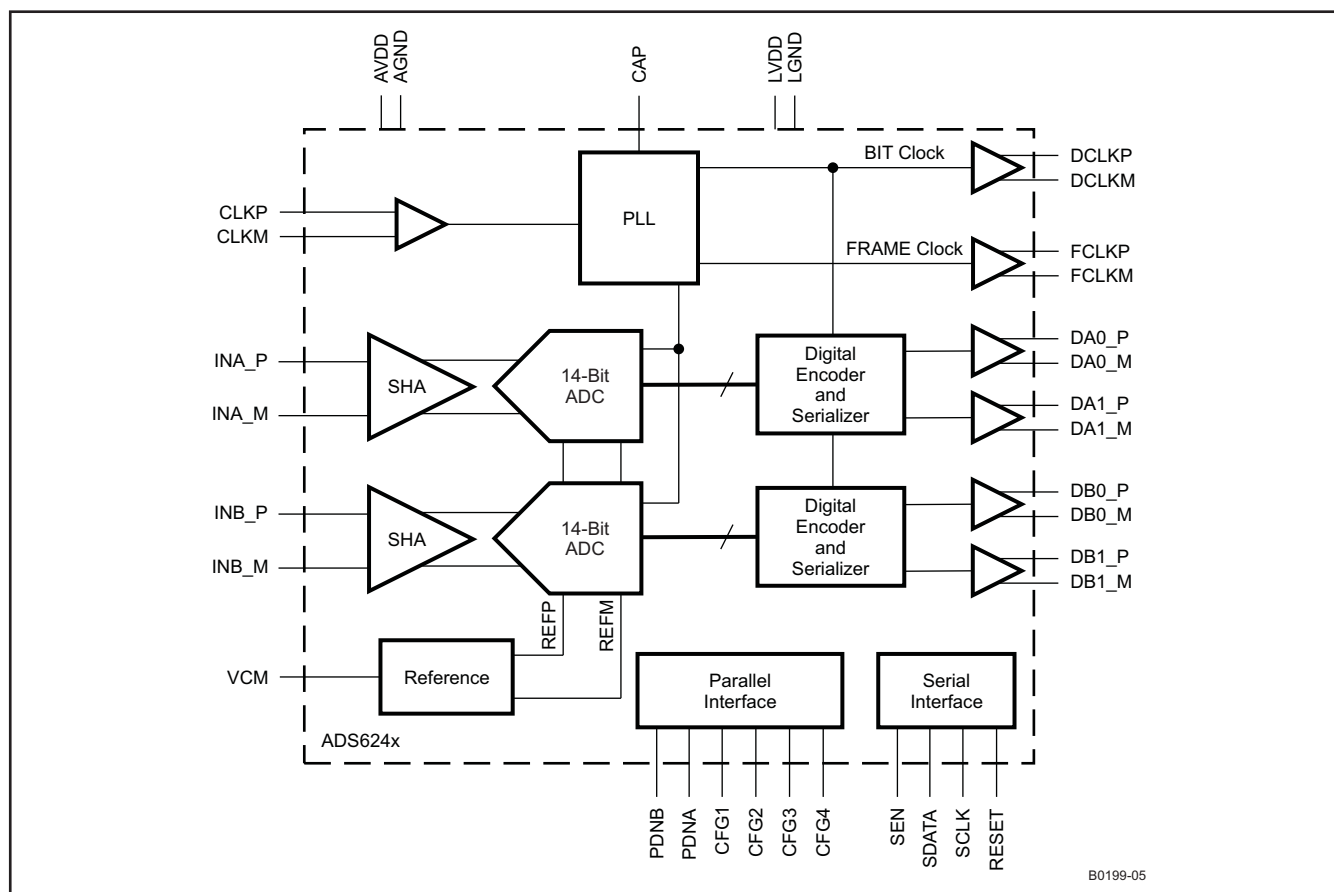 AVDD
AGND
CAP
LVDD
LGND
CLKP
CLKM
PLL
BIT Clock
DCLKP
DCLKM
FRAME Clock
FCLKP
FCLKM
INA_P
INA_M
SHA
14-Bit
ADC
Digital
Encoder
and
Serializer
DA0_P
DA0_M
DA1_P
DA1_M
INB_P
INB_M
SHA
14-Bit
ADC
Digital
Encoder
and
Serializer
DB0_P
DB0_M
DB1_P
DB1_M
REFP
REFM
VCM
Reference
Parallel
Interface
Serial
Interface
ADS624x
PDNB
PDNA
CFG1
CFG2
CFG3
CFG4
SEN
SDATA
SCLK
RESET
B0199-05